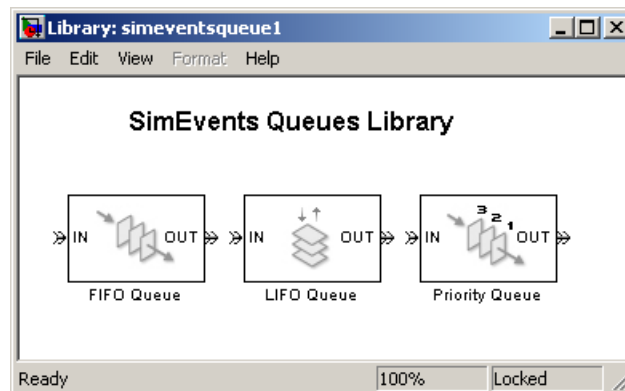 Library: simeventsqueue1
File Edit View Format Help
SimEvents Queues Library
IN OUT IN OUT IN 3 2 1 OUT
FIFO Queue LIFO Queue Priority Queue
Ready 100% Locked